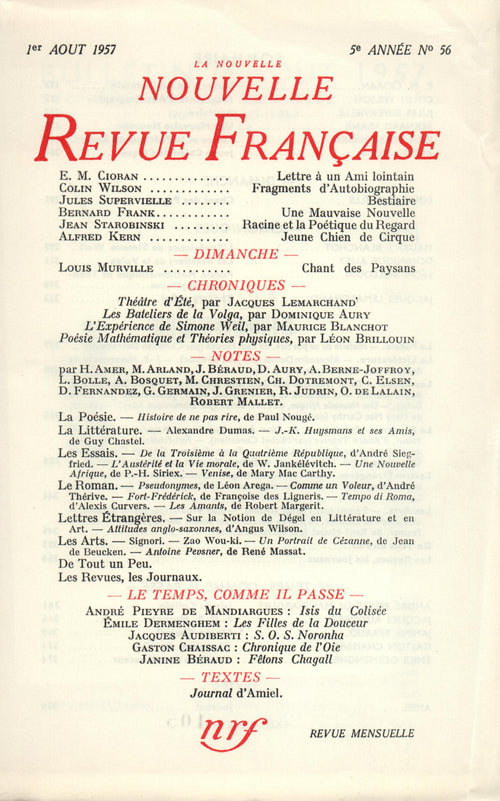 1er AOUT 1957
5e ANNÉE No 56
LA NOUVELLE
NOUVELLE
REVUE FRANÇAISE
E. M. CIORAN .............. Lettre à un Ami lointain
COLIN WILSON ............. Fragments d'Autobiographie
JULES SUPERVIELLE .............. Bestiaire
BERNARD FRANK............ Une Mauvaise Nouvelle
JEAN STAROBINSKI ......... Racine et la Poétique du Regard
ALFRED KERN ............. Jeune Chien de Cirque
— DIMANCHE —
LOUIS MURVILLE ........... Chant des Paysans
— CHRONIQUES —
Théâtre d'Été, par JACQUES LEMARCHAND
Les Bateliers de la Volga, par DOMINIQUE AURY
L'Expérience de Simone Weil, par MAURICE BLANCHOT
Poésie Mathématique et Théories physiques, par LÉON BRILLOUIN
— NOTES —
par H. AMER, M. ARLAND, J. BÉRAUD, D. AURY, A. BERNE-JOFFROY,
L. BOLLE, A. BOSQUET, M. CHRESTIEN, CH. DOTREMONT, C. ELSEN,
D. FERNANDEZ, G. GERMAIN, J. GRENIER, R. JUDRIN, O. DE LALAIN,
ROBERT MALLET.
La Poésie. — Histoire de ne pas rire, de Paul Nougé.
La Littérature. — Alexandre Dumas. — J.-K. Huysmans et ses Amis,
de Guy Chastel.
Les Essais. — De la Troisième à la Quatrième République, d'André Sieg-
fried. — L'Austérité et la Vie morale, de W. Jankélévitch. — Une Nouvelle
Afrique, de P.-H. Siriex. — Venise, de Mary Mac Carthy.
Le Roman. — Pseudonymes, de Léon Arega. — Comme un Voleur, d'André
Thérive. — Fort-Frédérick, de Françoise des Ligneris. — Tempo di Roma,
d'Alexis Curvers. — Les Amants, de Robert Margerit.
Lettres Étrangères. — Sur la Notion de Dégel en Littérature et en
Art. — Attitudes anglo-saxonnes, d'Angus Wilson.
Les Arts. — Signori. — Zao Wou-ki. — Un Portrait de Cézanne, de Jean
de Beucken. — Antoine Pevsner, de René Massat.
De Tout un Peu.
Les Revues, les Journaux.
— LE TEMPS, COMME IL PASSE —
ANDRÉ PIEYRE DE MANDIARGUES : Isis du Colisée
ÉMILE DERMENGHEM : Les Filles de la Douceur
JACQUES AUDIBERTI : S. O. S. Noronha
GASTON CHAISSAC : Chronique de l'Oie
JANINE BÉRAUD : Fêlons Chagall
— TEXTES —
Journal d'Amiel.
nrf
REVUE MENSUELLE